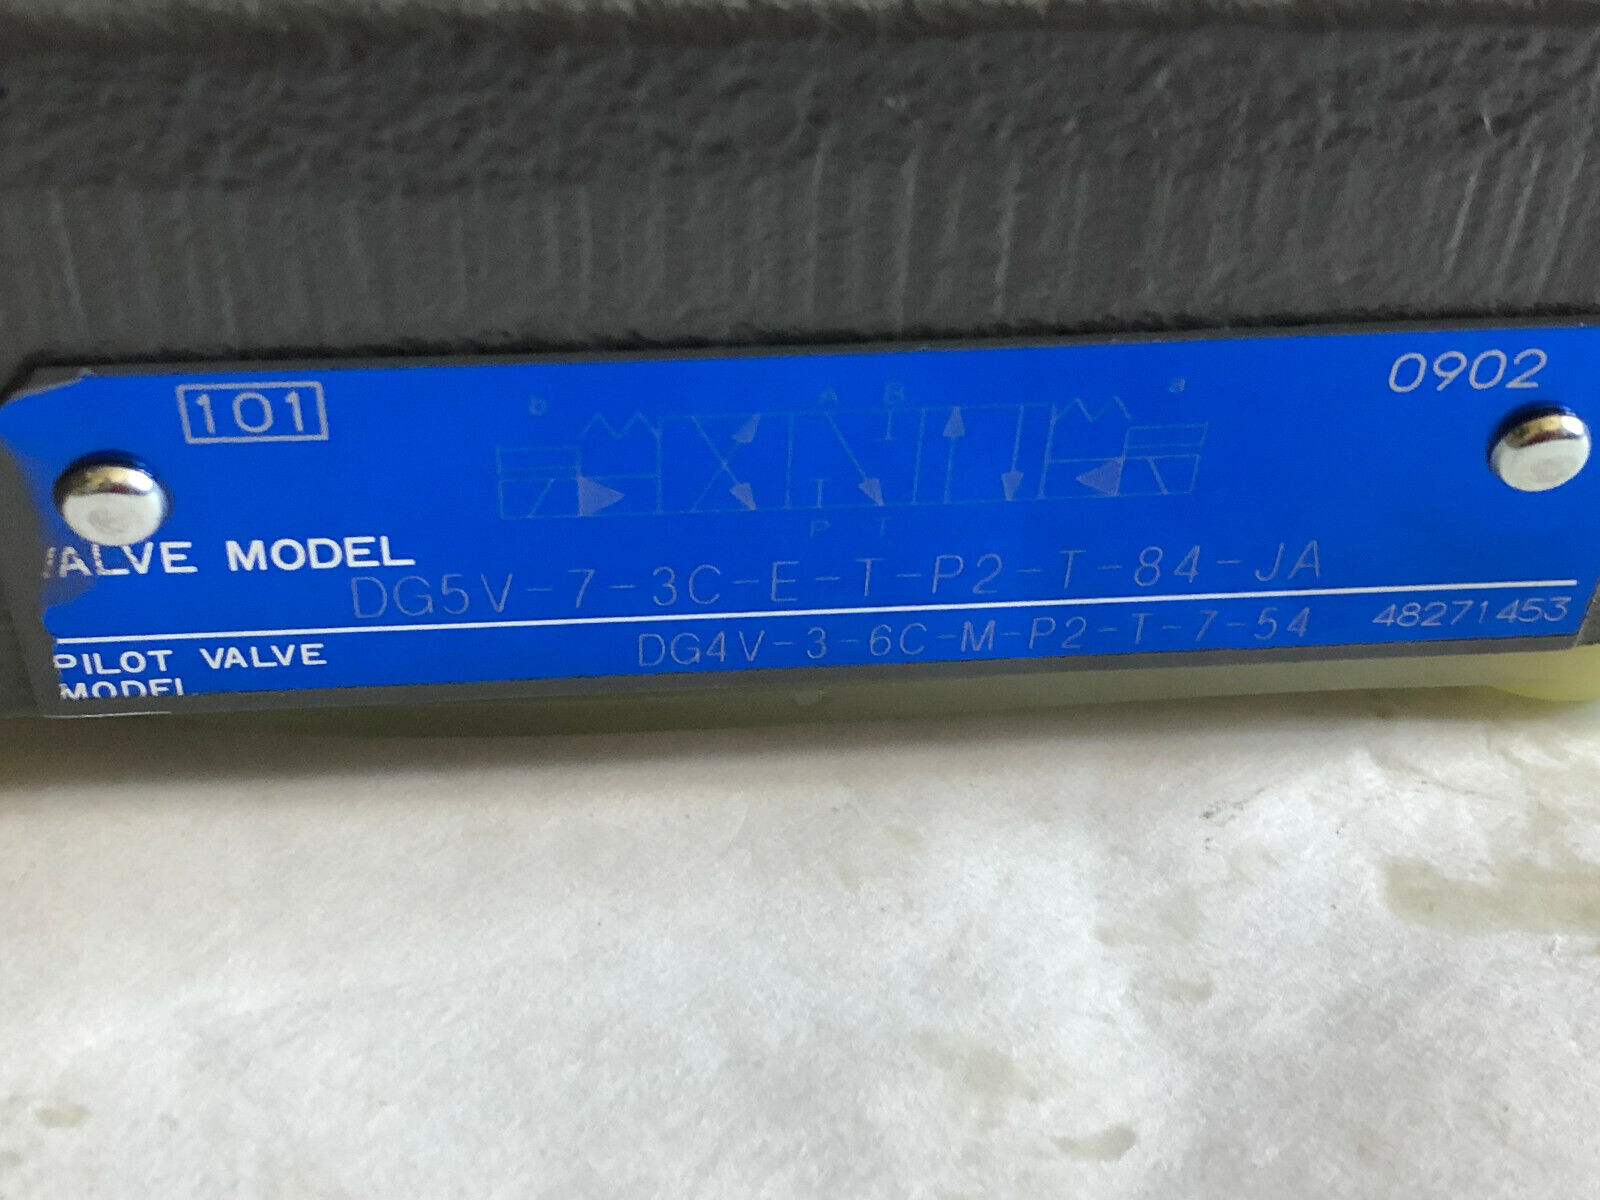 101 0902
b A B a
P T
VALVE MODEL
DG5V-7-3C-E-T-P2-T-84-JA
PILOT VALVE DG4V-3-6C-M-P2-T-7-54 48271453
MODEL